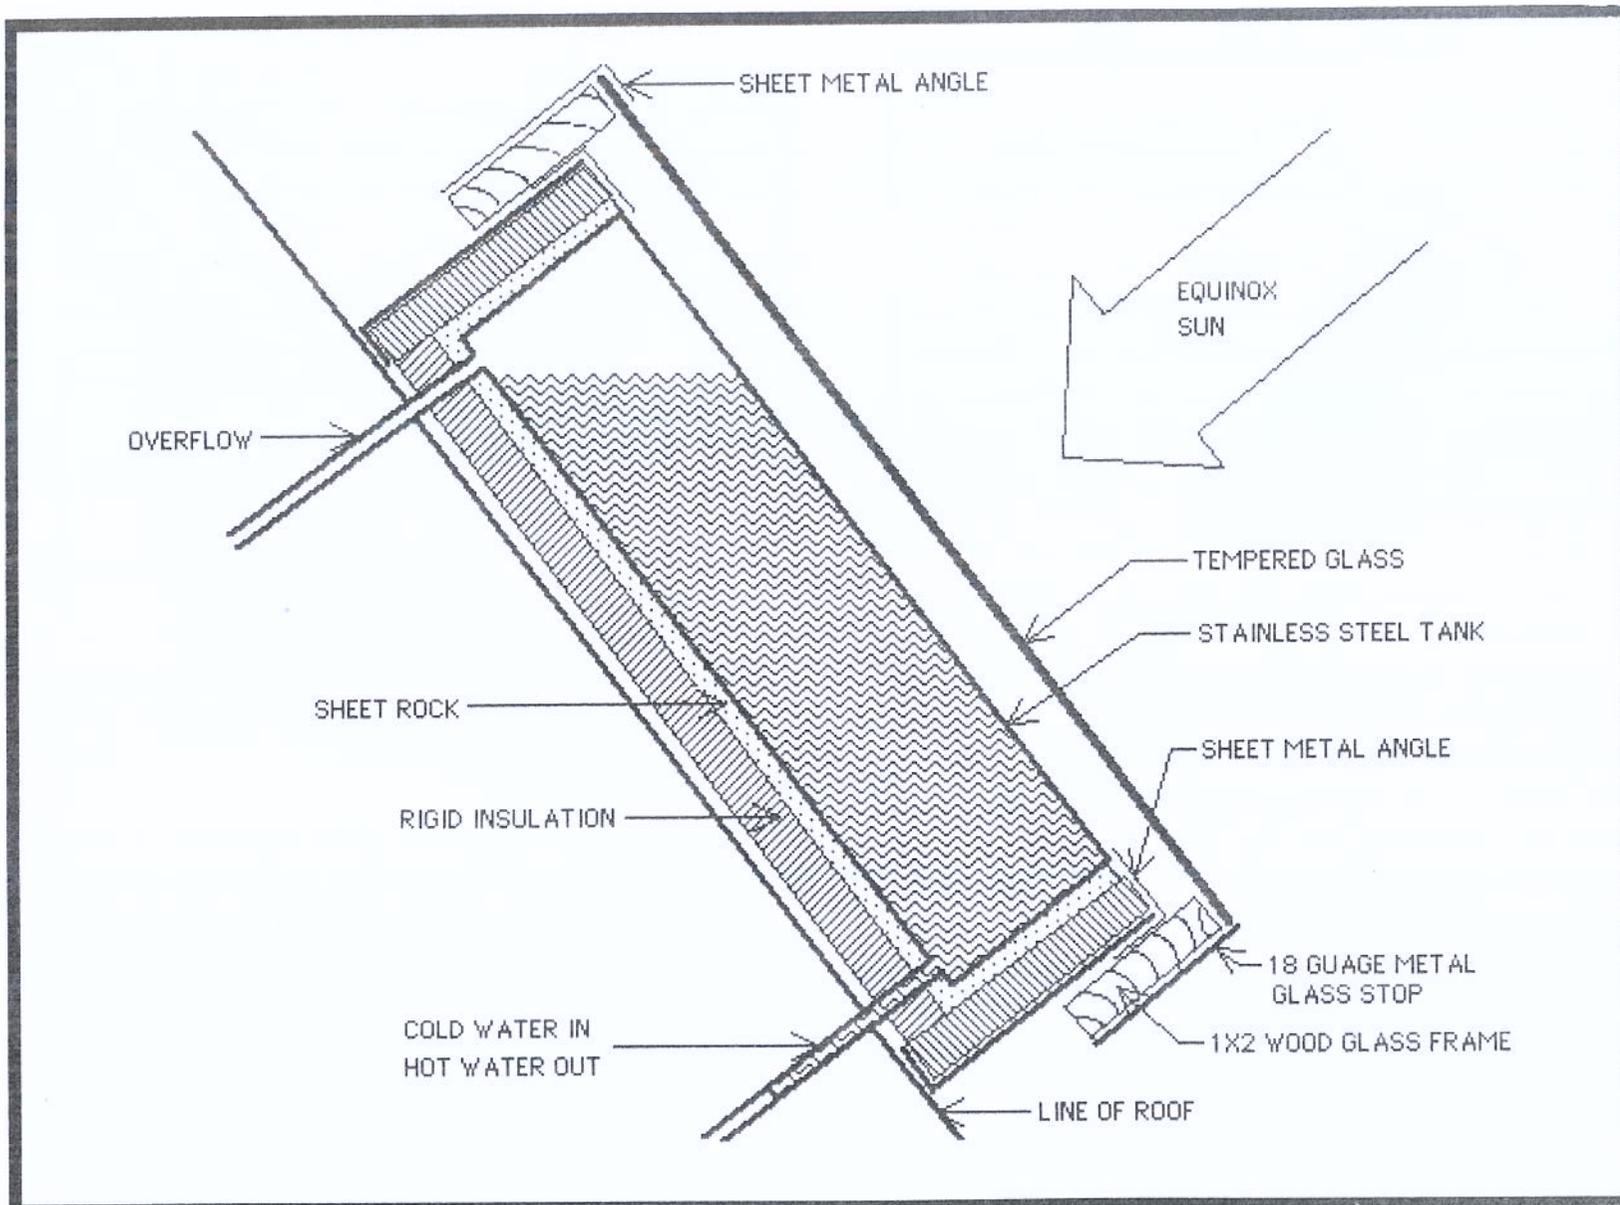 SHEET METAL ANGLE
EQUINOX
SUN
OVERFLOW
TEMPERED GLASS
STAINLESS STEEL TANK
SHEET ROCK
SHEET METAL ANGLE
RIGID INSULATION
18 GUAGE METAL
GLASS STOP
COLD WATER IN
HOT WATER OUT
1X2 WOOD GLASS FRAME
LINE OF ROOF